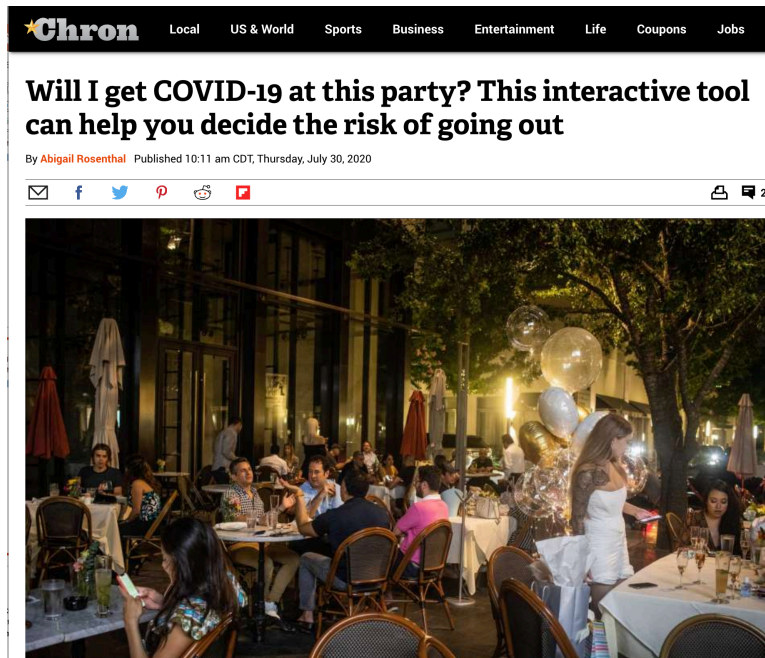 Chron
Local US & World Sports Business Entertainment Life Coupons Jobs
Will I get COVID-19 at this party? This interactive tool
can help you decide the risk of going out
By Abigail Rosenthal Published 10:11 am CDT, Thursday, July 30, 2020
2